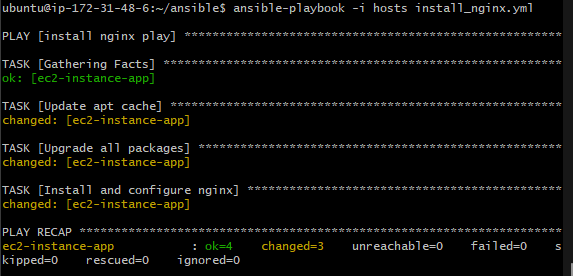 ubuntu@ip-172-31-48-6:~/ansible$ ansible-playbook -i hosts install_nginx.yml
PLAY [install nginx play] ******************************************************
TASK [Gathering Facts] *********************************************************
ok: [ec2-instance-app]
TASK [Update apt cache] ********************************************************
changed: [ec2-instance-app]
TASK [Upgrade all packages] ****************************************************
changed: [ec2-instance-app]
TASK [Install and configure nginx] *********************************************
changed: [ec2-instance-app]
PLAY RECAP *********************************************************************
ec2-instance-app           : ok=4    changed=3    unreachable=0    failed=0    s
kipped=0    rescued=0    ignored=0